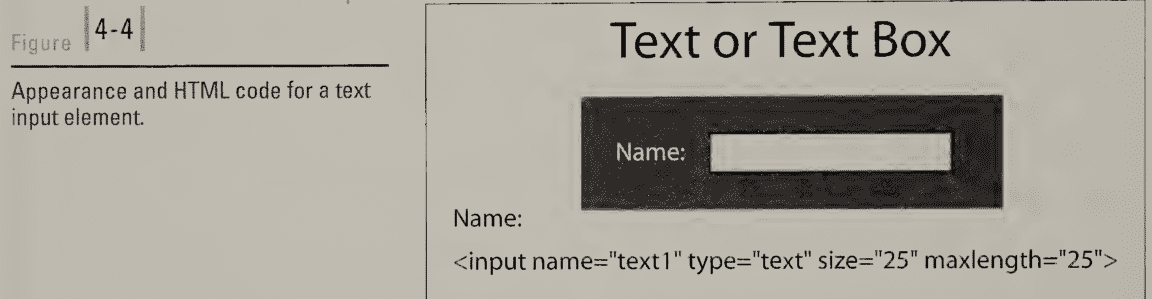 Figure 4-4
Appearance and HTML code for a text
input element.
Text or Text Box
Name:
Name:
<input name="text1" type="text" size="25" maxlength="25">